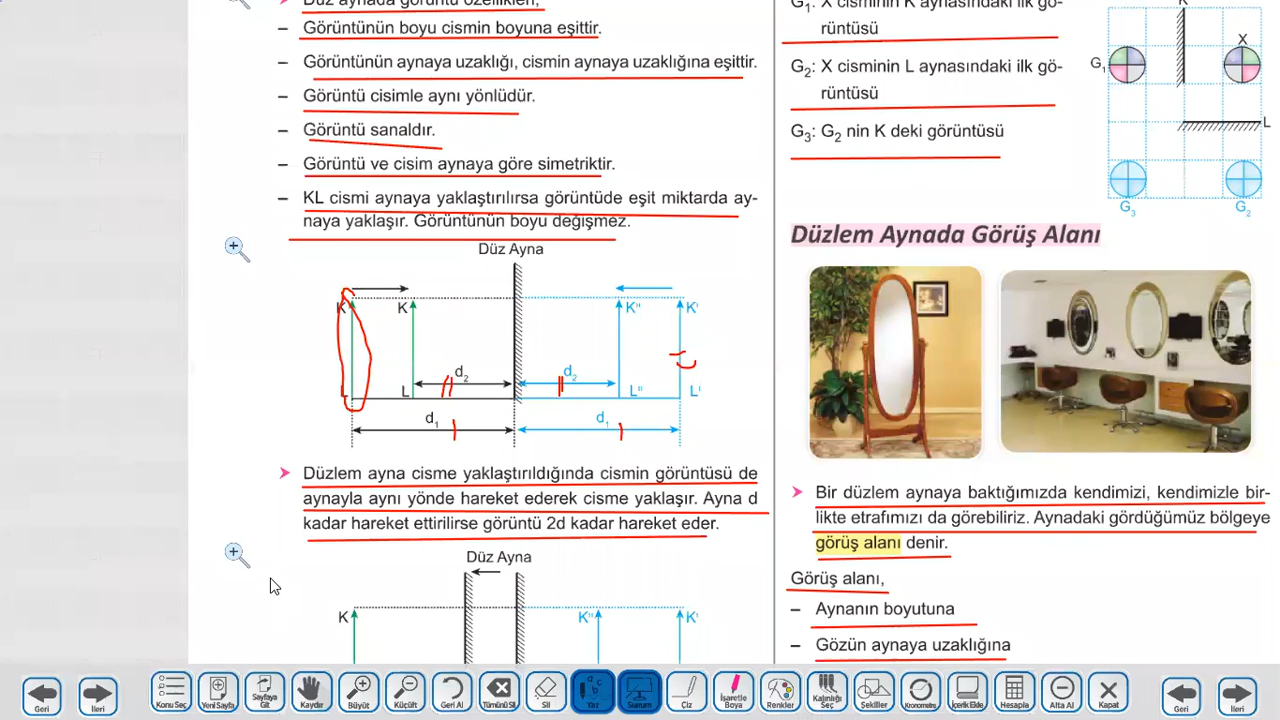 Düz aynada görüntü özellikleri,
– Görüntünün boyu cismin boyuna eşittir.
– Görüntünün aynaya uzaklığı, cismin aynaya uzaklığına eşittir.
– Görüntü cisimle aynı yönlüdür.
– Görüntü sanaldır.
– Görüntü ve cisim aynaya göre simetriktir.
– KL cismi aynaya yaklaştırılırsa görüntüde eşit miktarda ay-
naya yaklaşır. Görüntünün boyu değişmez.
Düz Ayna
K K K'' K'
d₂ d₂
L L L'' L'
d₁ d₁
Düzlem ayna cisme yaklaştırıldığında cismin görüntüsü de
aynayla aynı yönde hareket ederek cisme yaklaşır. Ayna d
kadar hareket ettirilirse görüntü 2d kadar hareket eder.
Düz Ayna
K K'' K'
G₁: X cisminin K aynasındaki ilk gö-
rüntüsü
G₂: X cisminin L aynasındaki ilk gö-
rüntüsü
G₃: G₂ nin K deki görüntüsü
K
X
G₁
L
G₃ G₂
Düzlem Aynada Görüş Alanı
Bir düzlem aynaya baktığımızda kendimizi, kendimizle bir-
likte etrafımızı da görebiliriz. Aynadaki gördüğümüz bölgeye
görüş alanı denir.
Görüş alanı,
– Aynanın boyutuna
– Gözün aynaya uzaklığına
Geri İleri Konu Seç Yeni Sayfa Sayfaya Git Kaydır Büyüt Küçült Geri Al Tümünü Sil Sil Yaz Sunum Çiz İşaretle Boya Renkler Kalınlığı Seç Şekiller Kronometre İçerik Ekle Hesapla Alta Al Kapat Geri İleri